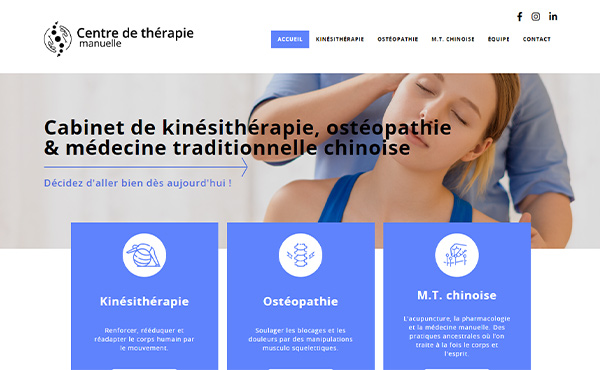 Centre de thérapie
manuelle
ACCUEIL KINÉSITHÉRAPIE OSTÉOPATHIE M.T. CHINOISE ÉQUIPE CONTACT
Cabinet de kinésithérapie, ostéopathie
& médecine traditionnelle chinoise
Décidez d'aller bien dès aujourd'hui !
Kinésithérapie
Renforcer, rééduquer et
réadapter le corps humain par
le mouvement.
Ostéopathie
Soulager les blocages et les
douleurs par des manipulations
musculo squelectiques.
M.T. chinoise
L'acupuncture, la pharmacologie
et la médecine manuelle. Des
pratiques ancestrales où l'on
traite à la fois le corps et
l'esprit.